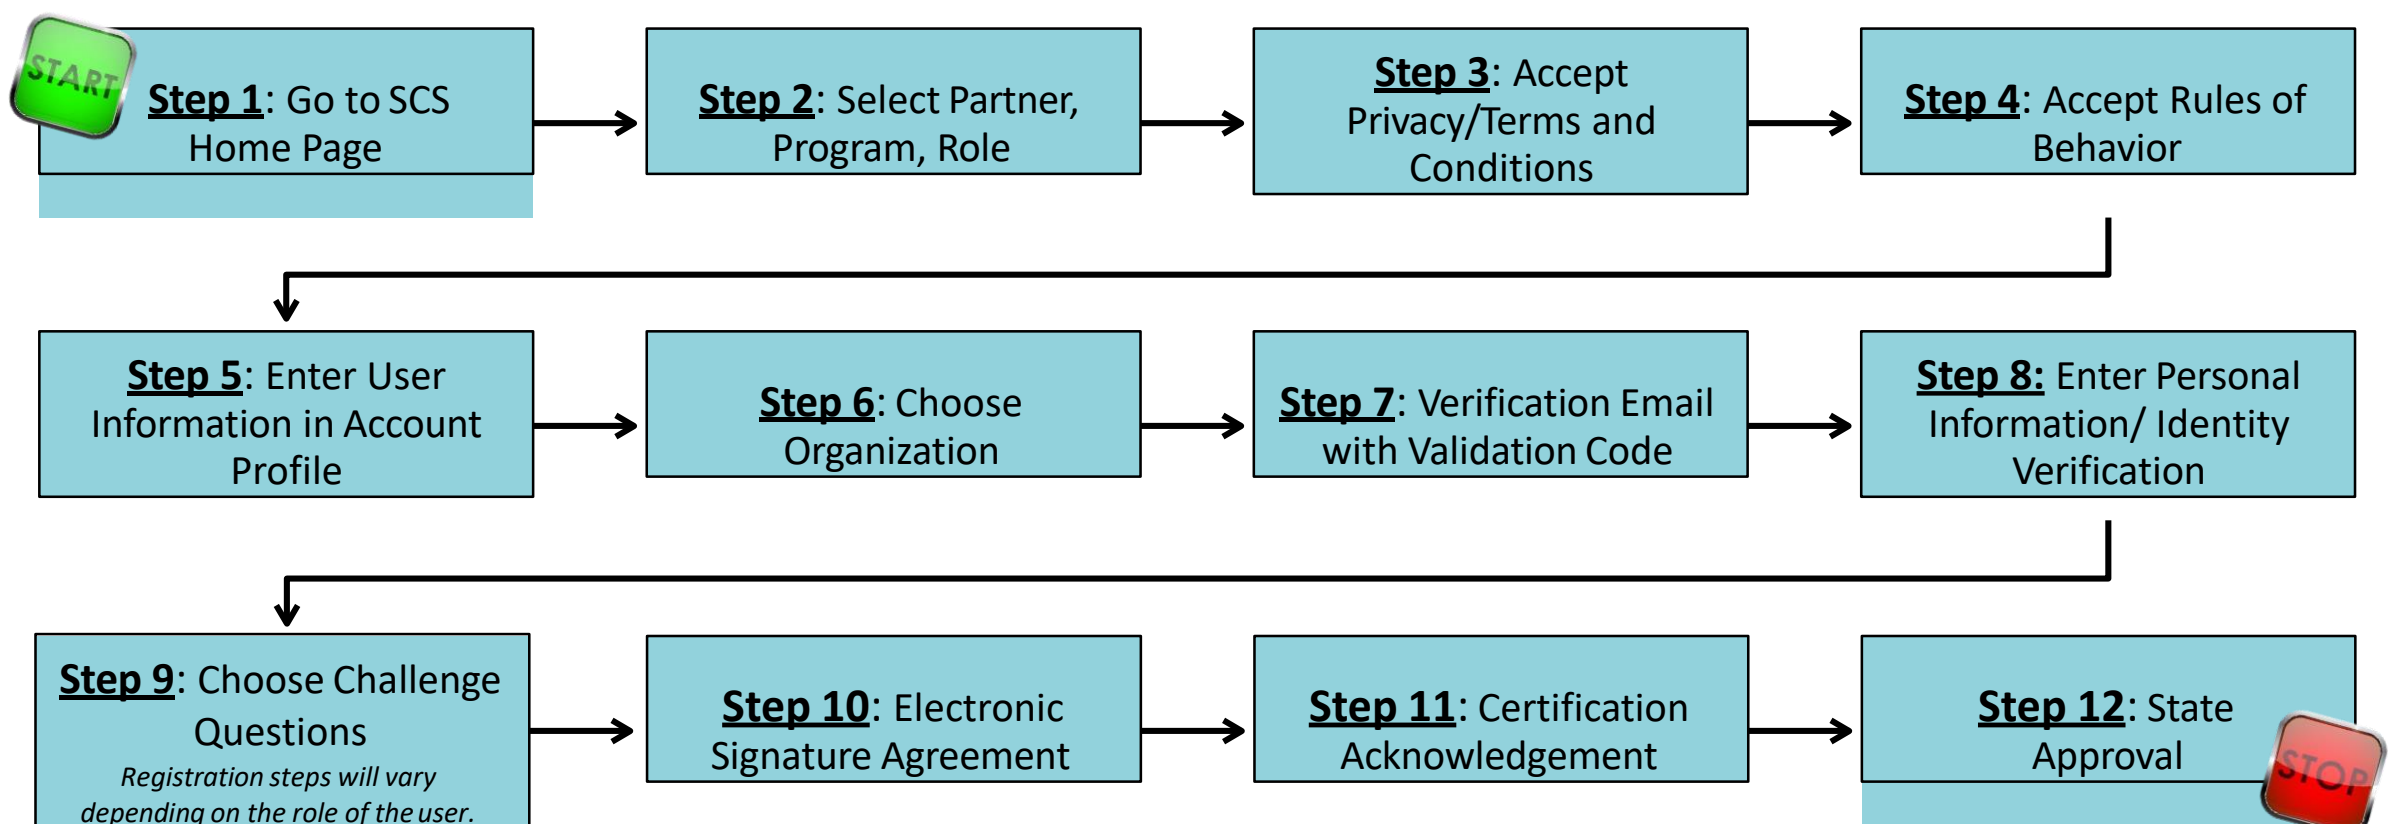 START
Step 1: Go to SCS
Home Page
Step 2: Select Partner,
Program, Role
Step 3: Accept
Privacy/Terms and
Conditions
Step 4: Accept Rules of
Behavior
Step 5: Enter User
Information in Account
Profile
Step 6: Choose
Organization
Step 7: Verification Email
with Validation Code
Step 8: Enter Personal
Information/ Identity
Verification
Step 9: Choose Challenge
Questions
Registration steps will vary
depending on the role of the user.
Step 10: Electronic
Signature Agreement
Step 11: Certification
Acknowledgement
Step 12: State
Approval
STOP